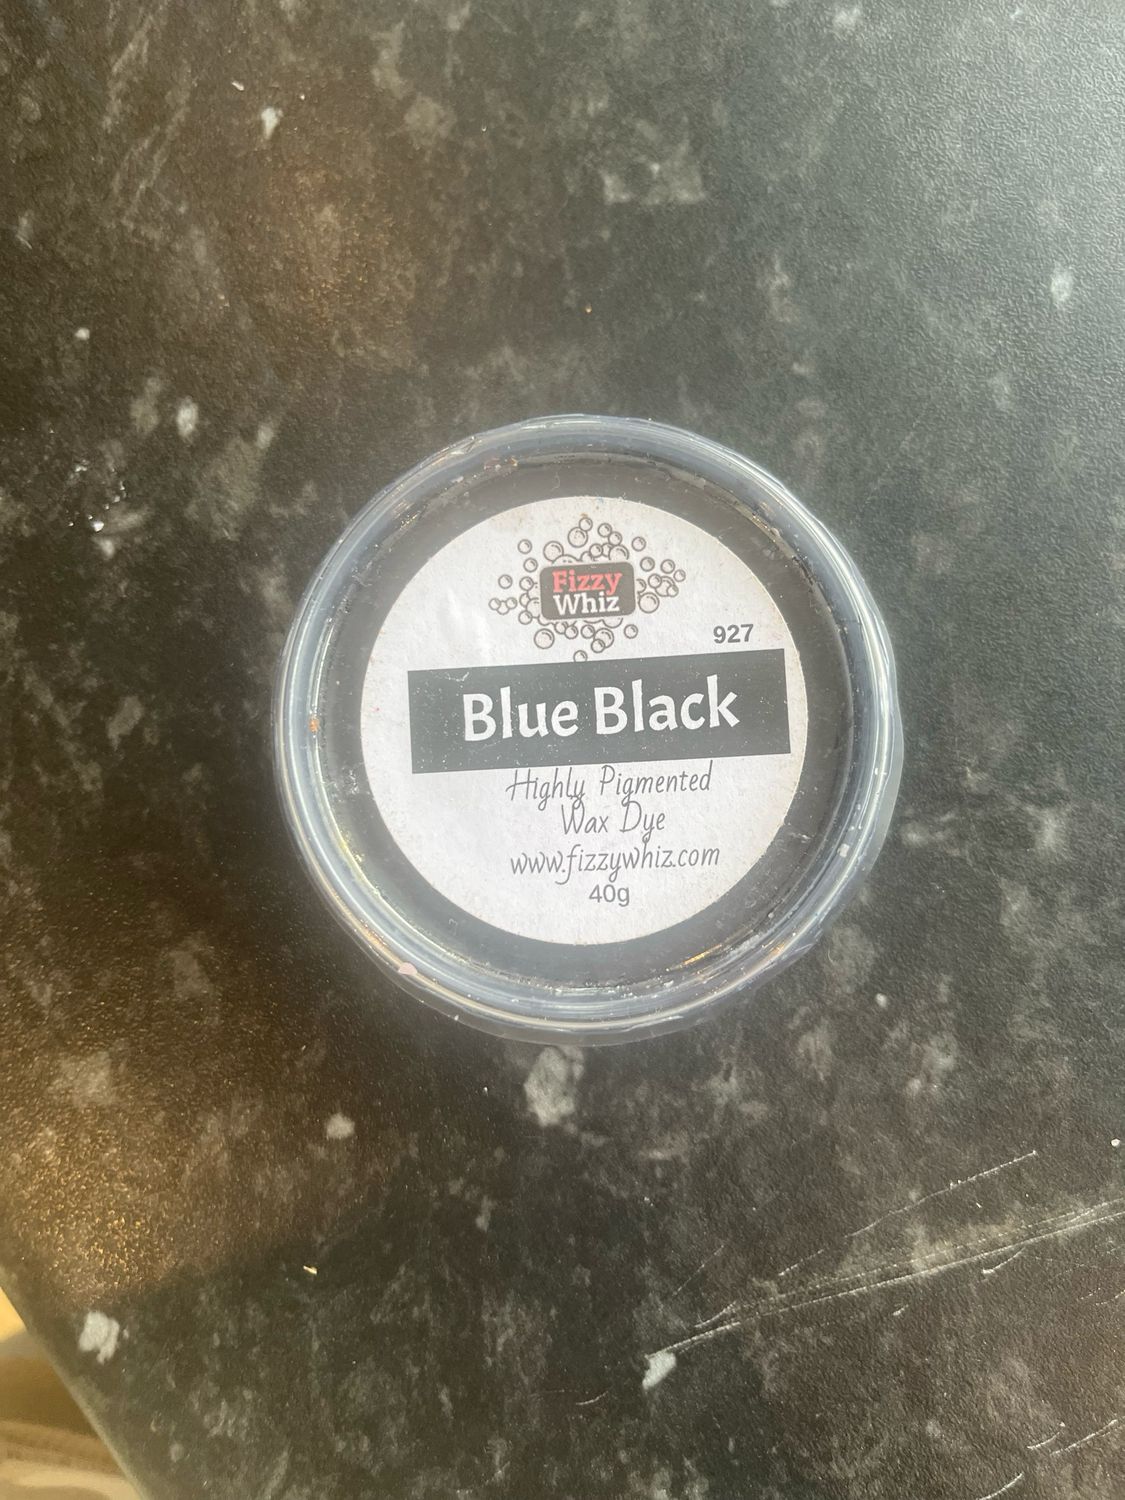 Fizzy
Whiz
927
Blue Black
Highly Pigmented
Wax Dye
www.fizzywhiz.com
40g